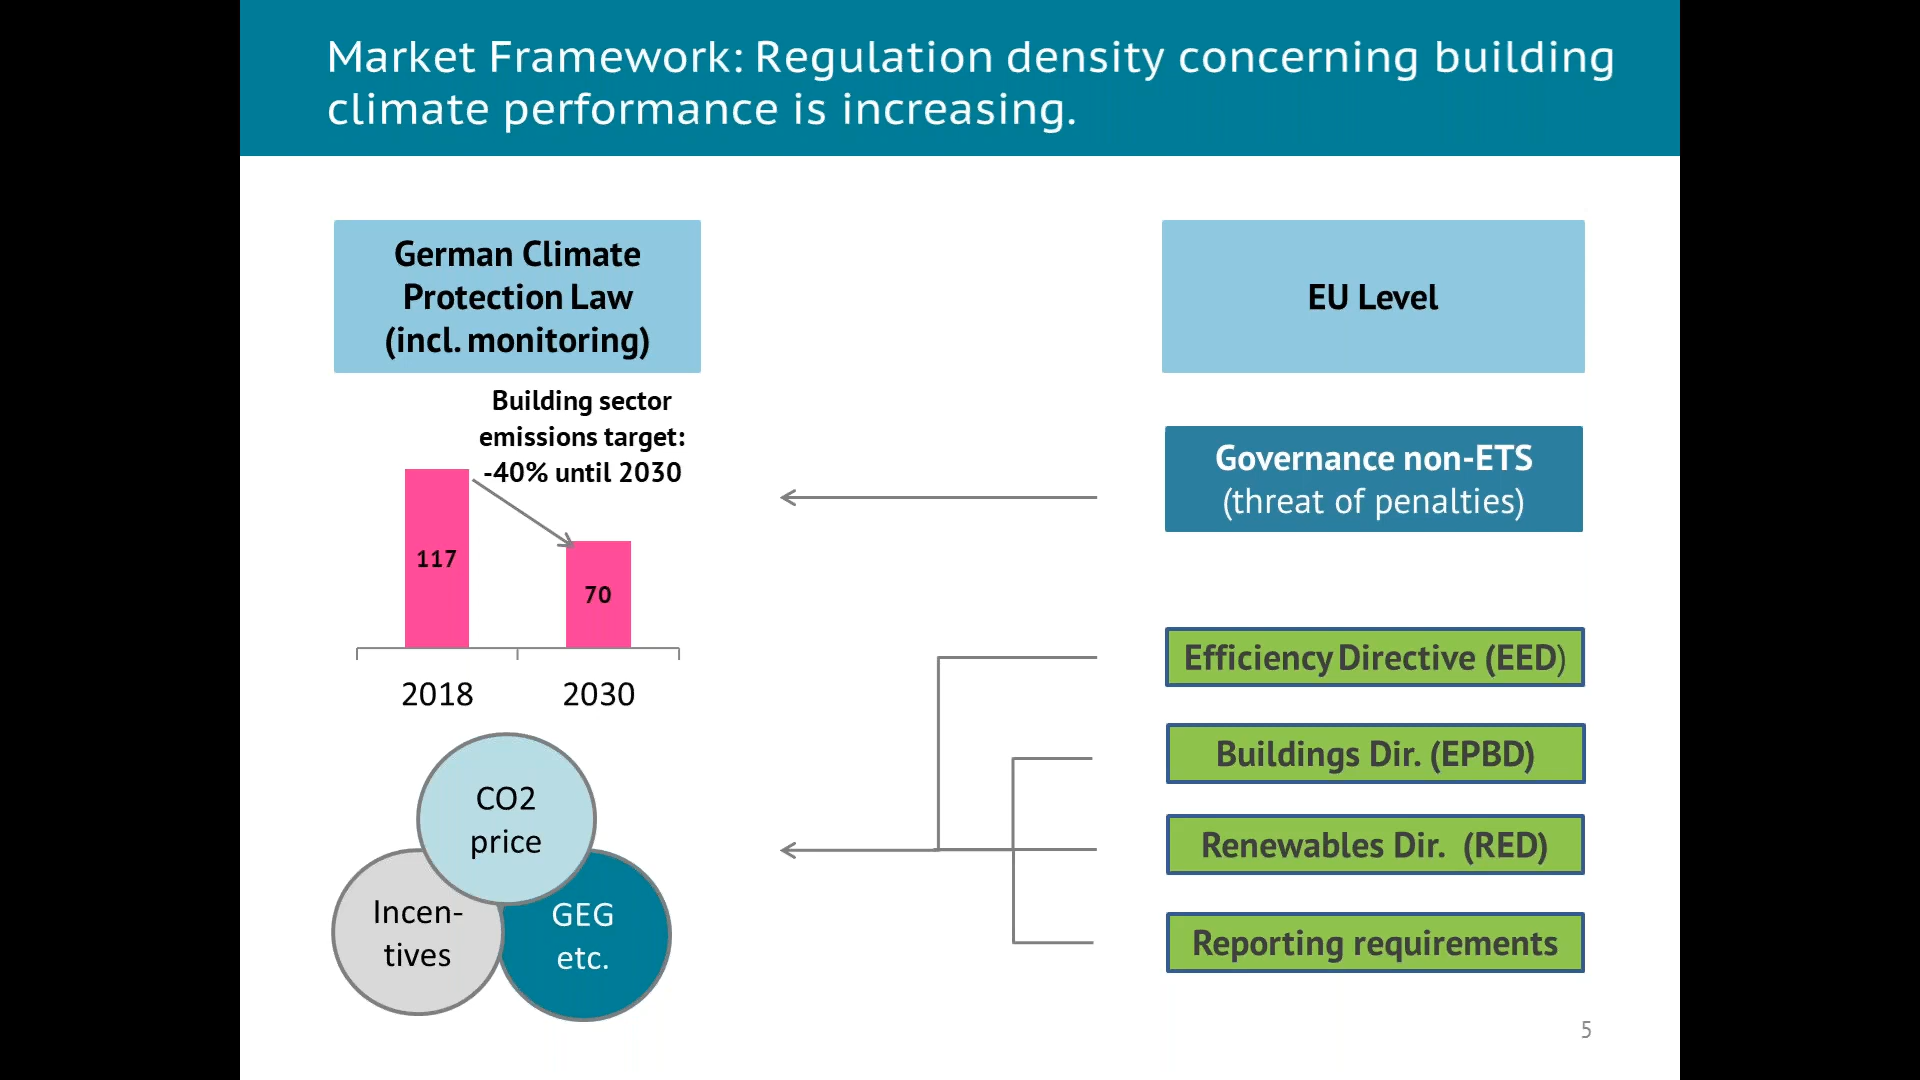 Market Framework: Regulation density concerning building
climate performance is increasing.
German Climate
Protection Law
(incl. monitoring)
Building sector
emissions target:
-40% until 2030
117
70
2018
2030
CO2
price
Incen-
tives
GEG
etc.
EU Level
Governance non-ETS
(threat of penalties)
Efficiency Directive (EED)
Buildings Dir. (EPBD)
Renewables Dir. (RED)
Reporting requirements
5